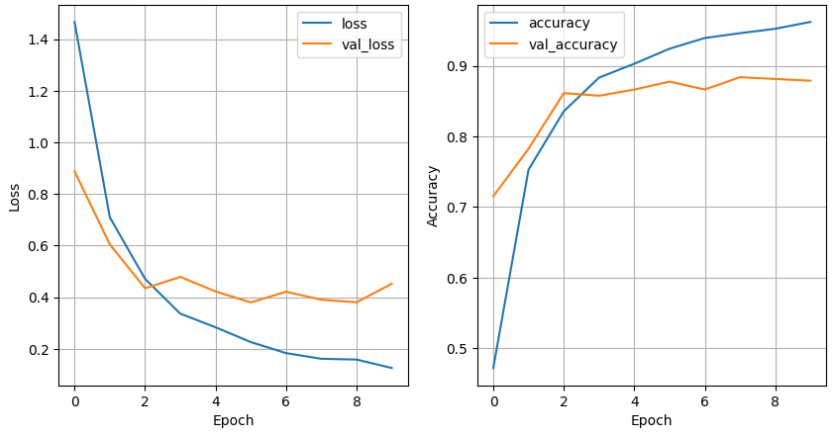 loss
val_loss
1.4
1.2
1.0
0.8
0.6
0.4
0.2
Loss
0 2 4 6 8
Epoch
accuracy
val_accuracy
0.9
0.8
0.7
0.6
0.5
Accuracy
0 2 4 6 8
Epoch